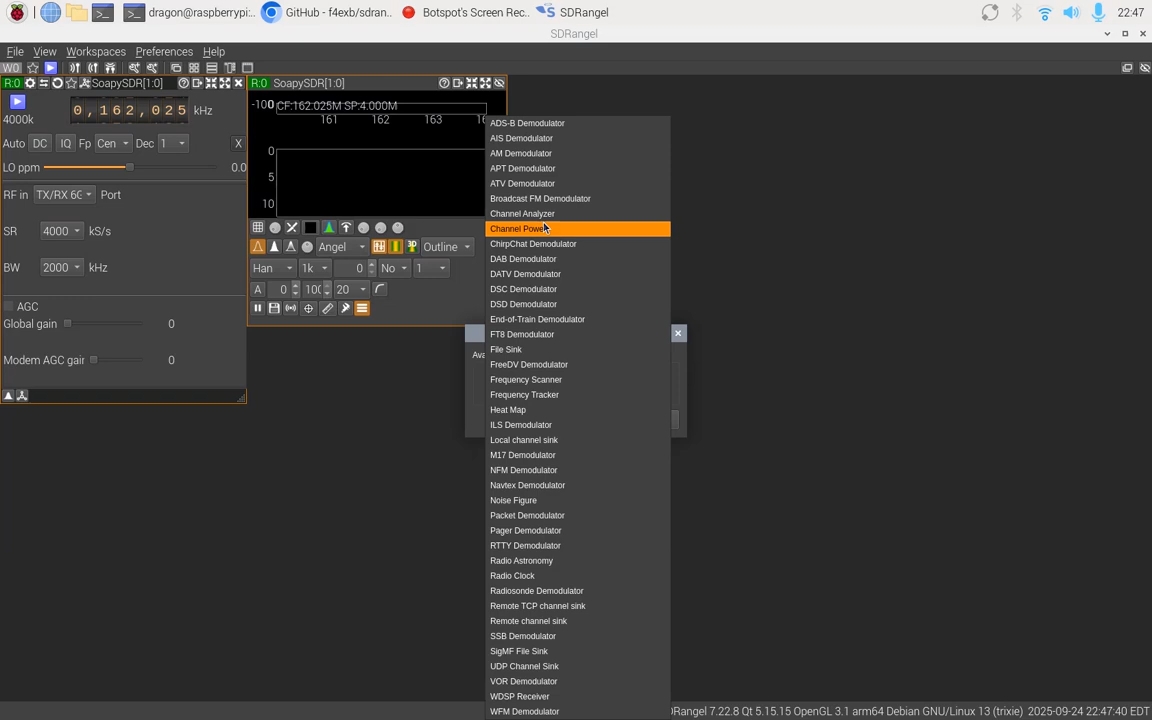 dragon@raspberrypi:..
GitHub - f4exb/sdran..
Botspot's Screen Rec..
SDRangel
22:47
SDRangel
File View Workspaces Preferences Help
W0
R:0 SoapySDR[1:0]
R:0 SoapySDR[1:0]
4000k
0,162,025 kHz
Auto DC IQ Fp Cen Dec 1 X
LO ppm 0.0
RF in TX/RX 6G Port
SR 4000 kS/s
BW 2000 kHz
AGC
Global gain 0
Modem AGC gain 0
-100
0
CF:162.025M SP:4.000M
161 162 163
0
5
10
Angel
3D
Outline
Han 1k 0 No 1
A 0 100 20
Ava
ADS-B Demodulator
AIS Demodulator
AM Demodulator
APT Demodulator
ATV Demodulator
Broadcast FM Demodulator
Channel Analyzer
Channel Power
ChirpChat Demodulator
DAB Demodulator
DATV Demodulator
DSC Demodulator
DSD Demodulator
End-of-Train Demodulator
FT8 Demodulator
File Sink
FreeDV Demodulator
Frequency Scanner
Frequency Tracker
Heat Map
ILS Demodulator
Local channel sink
M17 Demodulator
NFM Demodulator
Navtex Demodulator
Noise Figure
Packet Demodulator
Pager Demodulator
RTTY Demodulator
Radio Astronomy
Radio Clock
Radiosonde Demodulator
Remote TCP channel sink
Remote channel sink
SSB Demodulator
SigMF File Sink
UDP Channel Sink
VOR Demodulator
WDSP Receiver
WFM Demodulator
DRangel 7.22.8 Qt 5.15.15 OpenGL 3.1 arm64 Debian GNU/Linux 13 (trixie) 2025-09-24 22:47:40 EDT